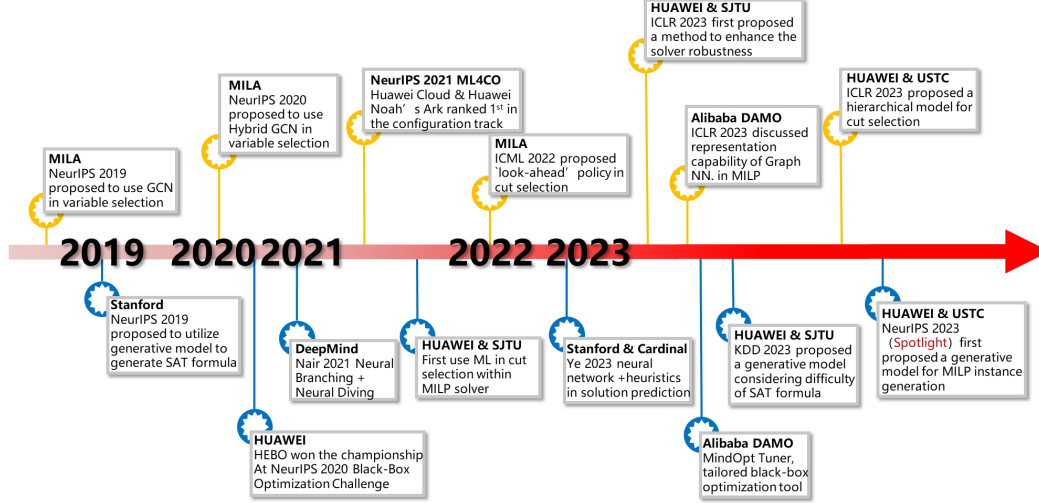 HUAWEI & SJTU
ICLR 2023 first proposed
a method to enhance the
solver robustness
MILA
NeurIPS 2020
proposed to use
Hybrid GCN in
variable selection
NeurIPS 2021 ML4CO
Huawei Cloud & Huawei
Noah’s Ark ranked 1st in
the configuration track
HUAWEI & USTC
ICLR 2023 proposed a
hierarchical model for
cut selection
Alibaba DAMO
ICLR 2023 discussed
representation
capability of Graph
NN. in MILP
MILA
ICML 2022 proposed
`look-ahead’ policy in
cut selection
MILA
NeurIPS 2019
proposed to use GCN
in variable selection
2019 2020 2021 2022 2023
Stanford
NeurIPS 2019
proposed to utilize
generative model to
generate SAT formula
DeepMind
Nair 2021 Neural
Branching +
Neural Diving
HUAWEI & SJTU
First use ML in cut
selection within
MILP solver
Stanford & Cardinal
Ye 2023 neural
network +heuristics
in solution prediction
HUAWEI & SJTU
KDD 2023 proposed
a generative model
considering difficulty
of SAT formula
HUAWEI & USTC
NeurIPS 2023
（Spotlight）first
proposed a generative
model for MILP instance
generation
HUAWEI
HEBO won the championship
At NeurIPS 2020 Black-Box
Optimization Challenge
Alibaba DAMO
MindOpt Tuner,
tailored black-box
optimization tool